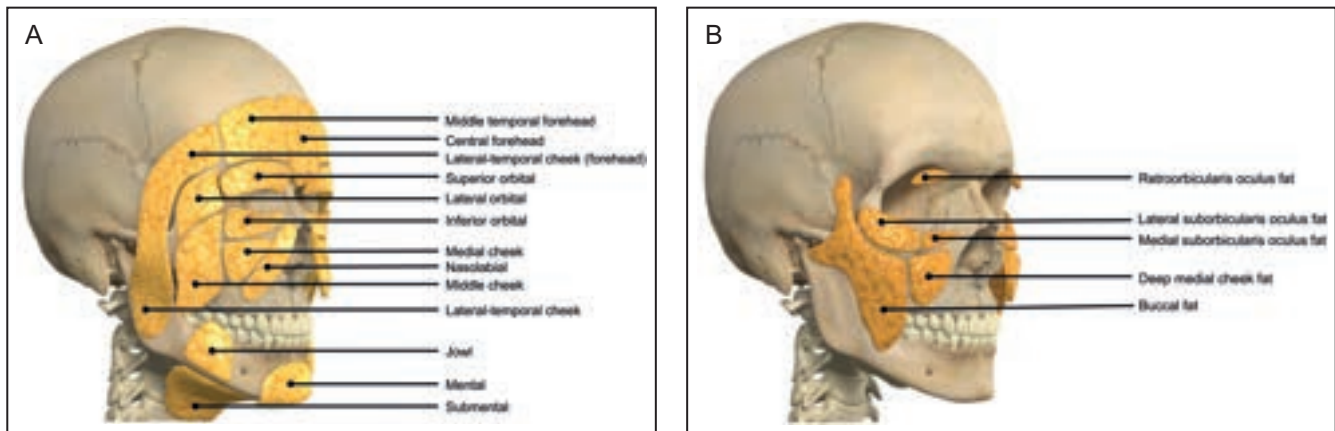 A
Middle temporal forehead
Central forehead
Lateral-temporal cheek (forehead)
Superior orbital
Lateral orbital
Inferior orbital
Medial cheek
Nasolabial
Middle cheek
Lateral-temporal cheek
Jowl
Mental
Submental
B
Retroorbicularis oculus fat
Lateral suborbicularis oculus fat
Medial suborbicularis oculus fat
Deep medial cheek fat
Buccal fat